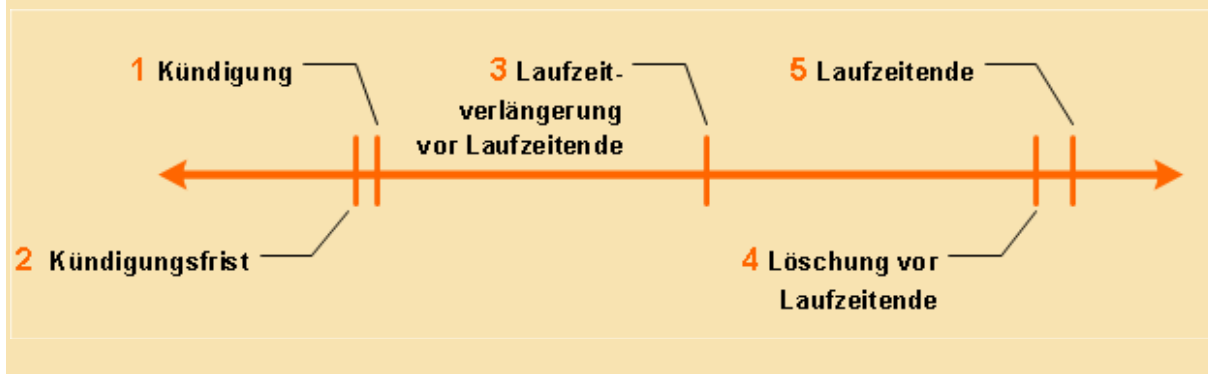 1 Kündigung
3 Laufzeit-
verlängerung
vor Laufzeitende
5 Laufzeitende
2 Kündigungsfrist
4 Löschung vor
Laufzeitende